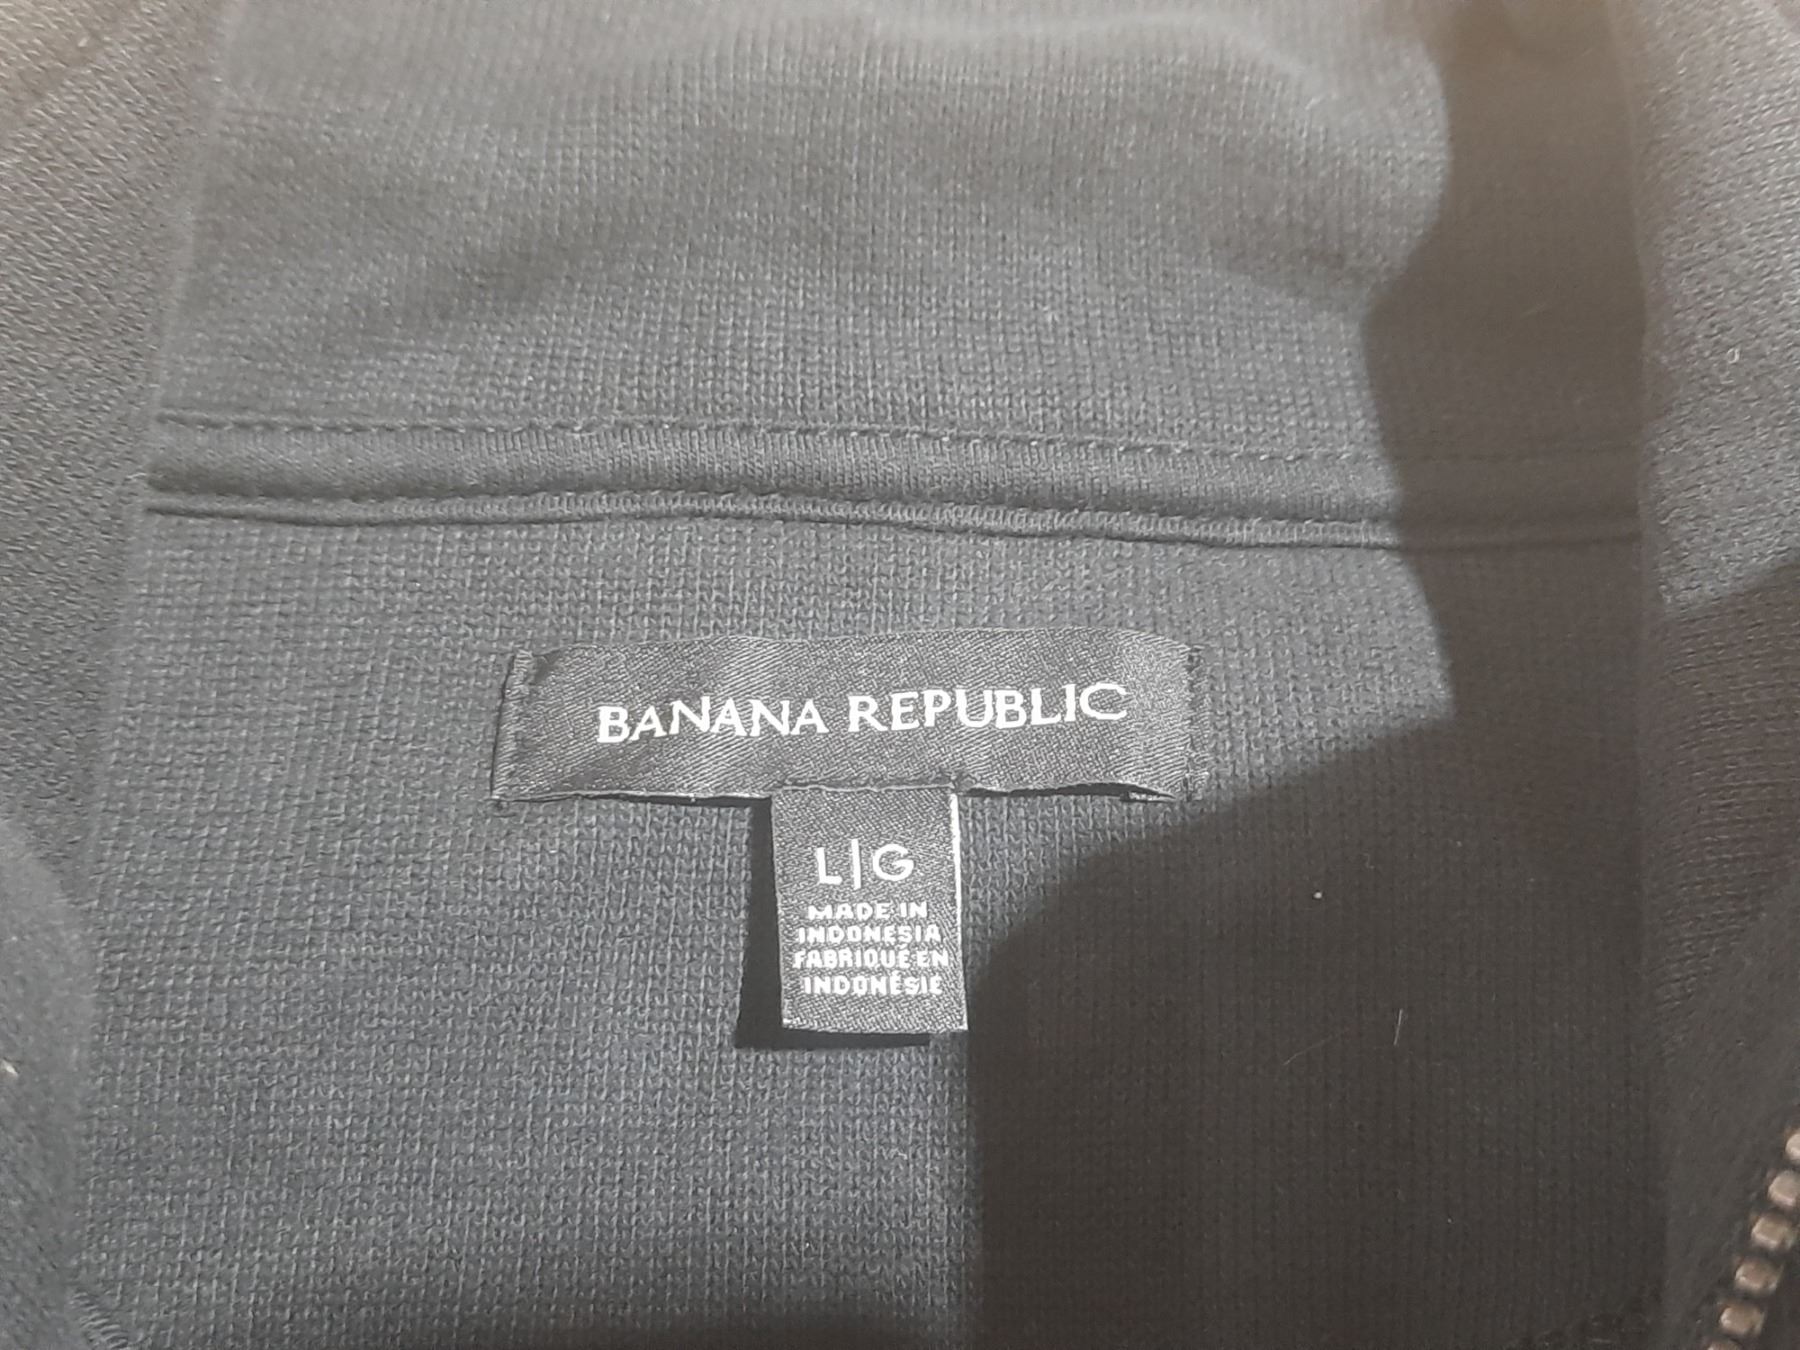 BANANA REPUBLIC
L|G
MADE IN
INDONESIA
FABRIQUÉ EN
INDONÉSIE